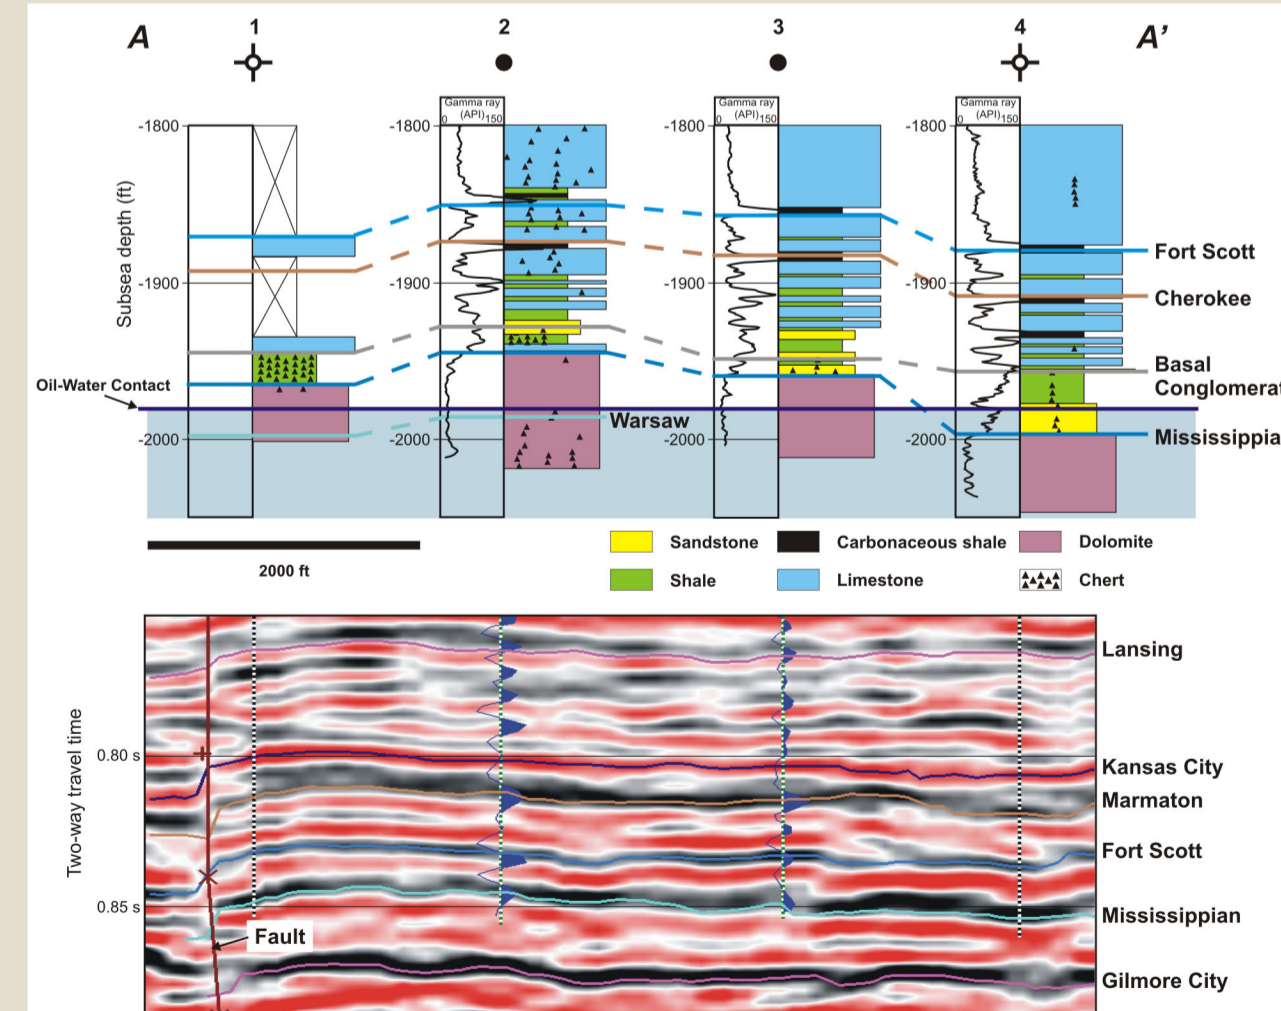 A 1 2 3 4 A’
Gamma ray
(API)
0 150
Gamma ray
(API)
0 150
Gamma ray
(API)
0 150
-1800 -1800 -1800 -1800
Subsea depth (ft)
Fort Scott
-1900 -1900 -1900 -1900
Cherokee
Basal
Conglomerat
Oil-Water Contact
Warsaw
-2000 -2000 -2000 -2000
Mississippia
2000 ft
Sandstone Carbonaceous shale Dolomite
Shale Limestone Chert
Two-way travel time
Lansing
0.80 s
Kansas City
Marmaton
Fort Scott
0.85 s
Mississippian
Fault
Gilmore City